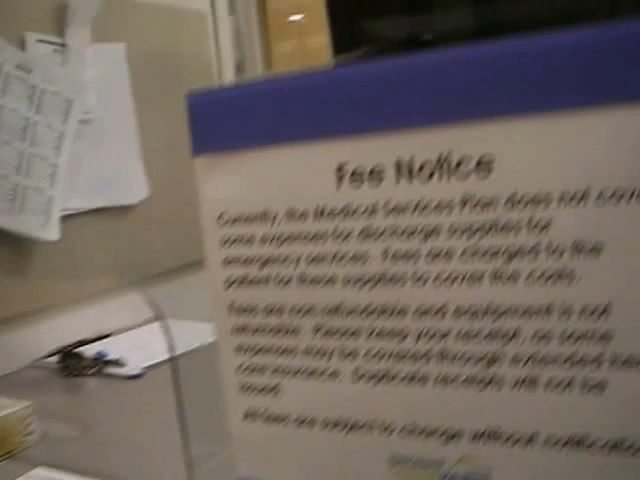 Fee Notice
Currently, the Medical Services Plan does not
some expenses for discharge supplies for
emergency services. Fees are charged to the
patient for these supplies to cover the costs.
Fees are non-refundable and equipment is not
returnable. Please keep your receipt, as some
expenses may be covered through extended
care insurance. Duplicate receipts will not be
issued.
All fees are subject to change without